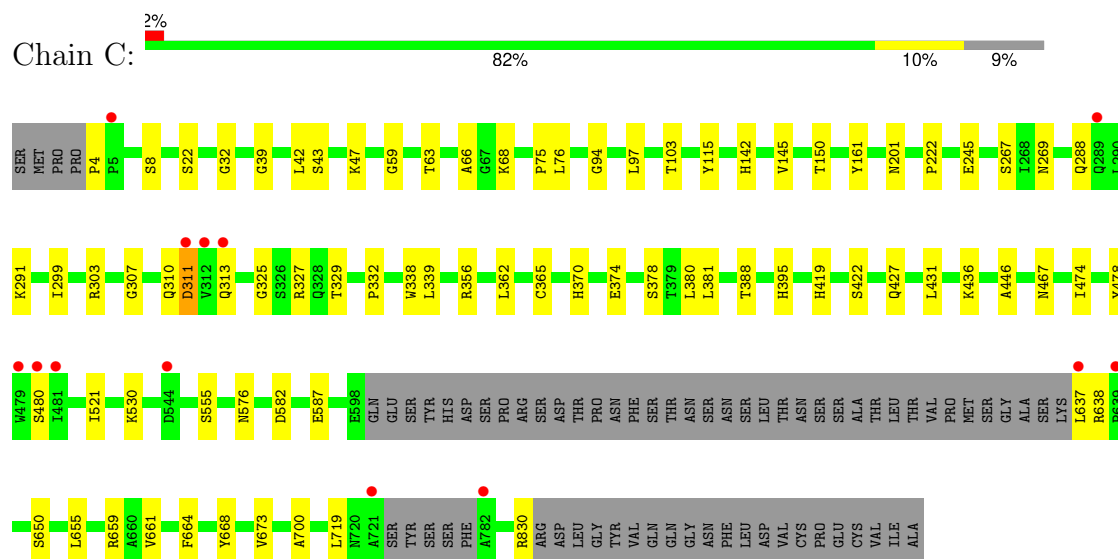 2%
Chain C:
82% 10% 9%
SER MET PRO PRO P4 P5 S8 S22 G32 G39 L42 S43 K47 G59 T63 A66 G67 K68 P75 L76 G94 L97 T103 Y115 H142 V145 T150 Y161 N201 P222 E245 S267 I268 N269 Q288 Q289 L290
K291 I299 R303 G307 Q310 D311 V312 Q313 G325 S326 R327 Q328 T329 P332 W338 L339 R356 L362 C365 H370 E374 S378 T379 L380 L381 T388 H395 H419 S422 Q427 L431 K436 A446 N467 I474
W479 S480 I481 I521 K530 D544 S555 N576 D582 E587 E598 GLN GLU SER TYR HIS ASP SER PRO ARG SER ASP THR PRO ASN PHE SER THR ASN SER ASN SER LEU THR ASN SER SER ALA THR LEU THR VAL PRO MET SER GLY ALA SER LYS L637 R638
S650 L655 R659 A660 V661 F664 Y668 V673 A700 L719 N720 A721 SER TYR SER SER PHE A782 R830 ARG ASP LEU GLY TYR VAL GLN GLN GLY ASN PHE LEU ASP VAL CYS PRO GLU CYS VAL ILE ALA